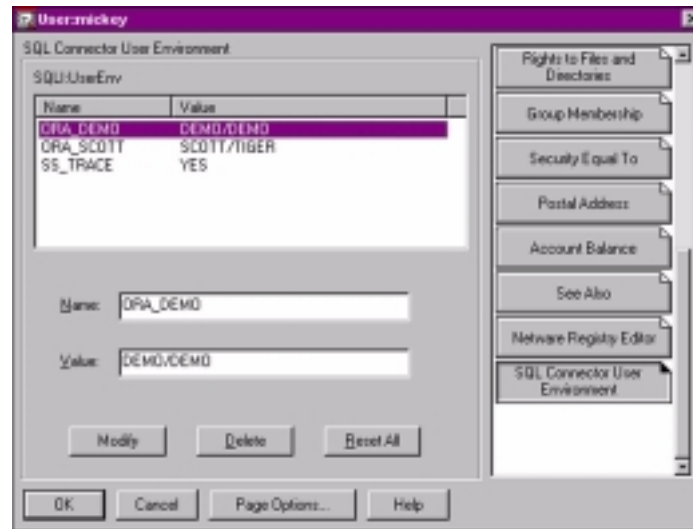 User:mickey
SQL Connector User Environment
SQLI:UserEnv
Name Value
ORA_DEMO DEMO/DEMO
ORA_SCOTT SCOTT/TIGER
SS_TRACE YES
Name: ORA_DEMO
Value: DEMO/DEMO
Modify Delete Reset All
OK Cancel Page Options... Help
Rights to Files and
Directories
Group Membership
Security Equal To
Postal Address
Account Balance
See Also
Netware Registry Editor
SQL Connector User
Environment